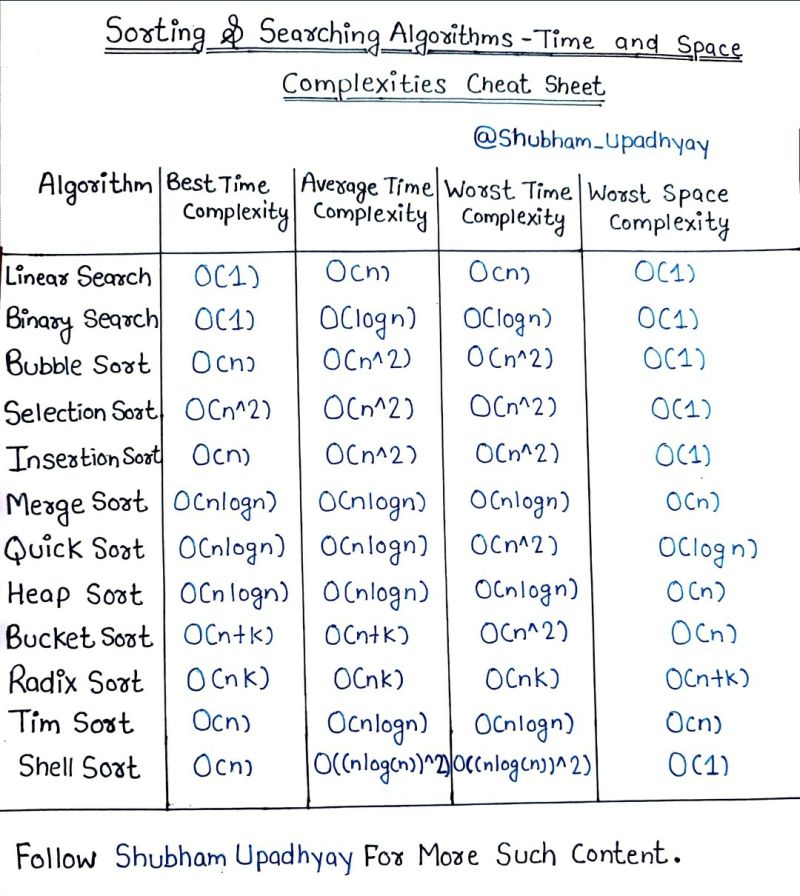 Sorting & Searching Algorithms - Time and Space
Complexities Cheat Sheet
@Shubham_Upadhyay
Algorithm | Best Time Complexity | Average Time Complexity | Worst Time Complexity | Worst Space Complexity
Linear Search | O(1) | O(n) | O(n) | O(1)
Binary Search | O(1) | O(logn) | O(logn) | O(1)
Bubble Sort | O(n) | O(n^2) | O(n^2) | O(1)
Selection Sort | O(n^2) | O(n^2) | O(n^2) | O(1)
Insertion Sort | O(n) | O(n^2) | O(n^2) | O(1)
Merge Sort | O(nlogn) | O(nlogn) | O(nlogn) | O(n)
Quick Sort | O(nlogn) | O(nlogn) | O(n^2) | O(logn)
Heap Sort | O(nlogn) | O(nlogn) | O(nlogn) | O(n)
Bucket Sort | O(n+k) | O(n+k) | O(n^2) | O(n)
Radix Sort | O(nk) | O(nk) | O(nk) | O(n+k)
Tim Sort | O(n) | O(nlogn) | O(nlogn) | O(n)
Shell Sort | O(n) | O((nlog(n))^2) | O((nlog(n))^2) | O(1)
Follow Shubham Upadhyay For More Such Content.